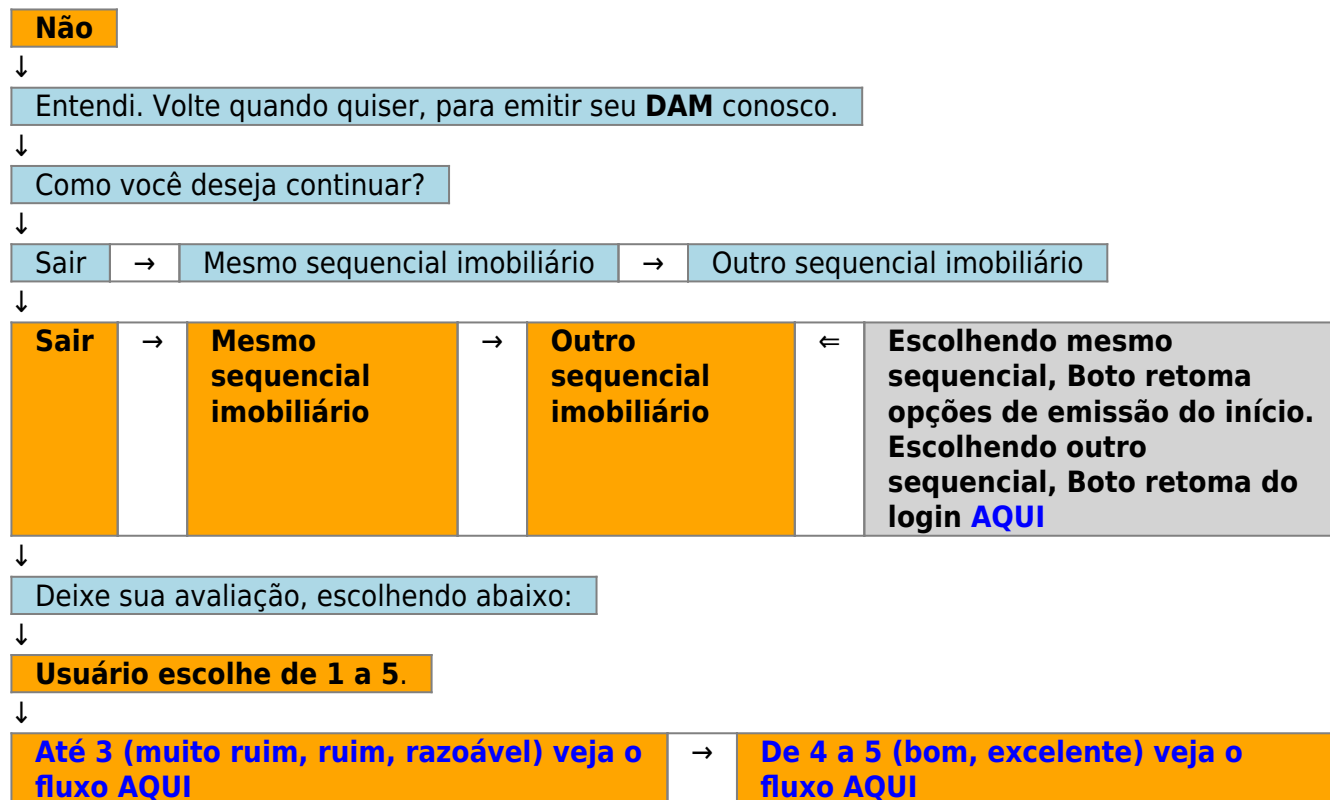 Não
↓
Entendi. Volte quando quiser, para emitir seu DAM conosco.
↓
Como você deseja continuar?
↓
Sair → Mesmo sequencial imobiliário → Outro sequencial imobiliário
↓
Sair → Mesmo sequencial imobiliário → Outro sequencial imobiliário ⇐ Escolhendo mesmo
sequencial, Boto retoma
opções de emissão do início.
Escolhendo outro
sequencial, Boto retoma do
login AQUI
↓
Deixe sua avaliação, escolhendo abaixo:
↓
Usuário escolhe de 1 a 5.
↓
Até 3 (muito ruim, ruim, razoável) veja o
fluxo AQUI
→
De 4 a 5 (bom, excelente) veja o
fluxo AQUI